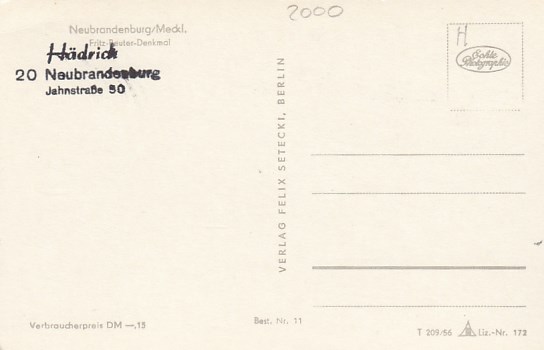 2000
Neubrandenburg/Meckl.
Fritz-Reuter-Denkmal
Hädrich
20 Neubrandenburg
Jahnstraße 50
H
Echte
Photographie
VERLAG FELIX SETECKI, BERLIN
Verbraucherpreis DM —,15
Best. Nr. 11
T 209/56 Liz.-Nr. 172